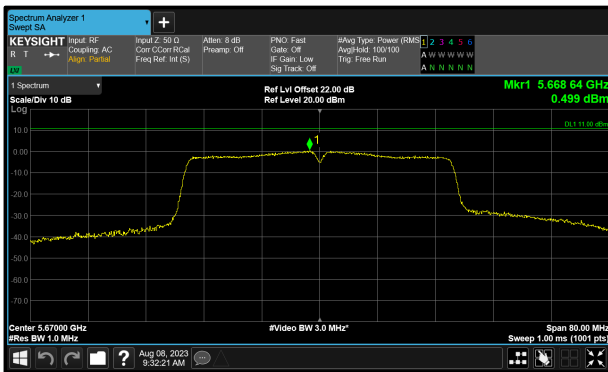 Spectrum Analyzer 1
Swept SA
KEYSIGHT
R T
LNI
Input: RF
Coupling: AC
Align: Partial
Input Z: 50 Ω
Corr CCorr RCal
Freq Ref: Int (S)
Atten: 8 dB
Preamp: Off
PNO: Fast
Gate: Off
IF Gain: Low
Sig Track: Off
#Avg Type: Power (RMS
Avg|Hold: 100/100
Trig: Free Run
1 2 3 4 5 6
A W W W W W
A N N N N N
1 Spectrum
Scale/Div 10 dB
Ref Lvl Offset 22.00 dB
Ref Level 20.00 dBm
Mkr1 5.668 64 GHz
0.499 dBm
Log
DL1 11.00 dBm
1
10.0
0.00
-10.0
-20.0
-30.0
-40.0
-50.0
-60.0
-70.0
Center 5.67000 GHz
#Res BW 1.0 MHz
#Video BW 3.0 MHz*
Span 80.00 MHz
Sweep 1.00 ms (1001 pts)
Aug 08, 2023
9:32:21 AM